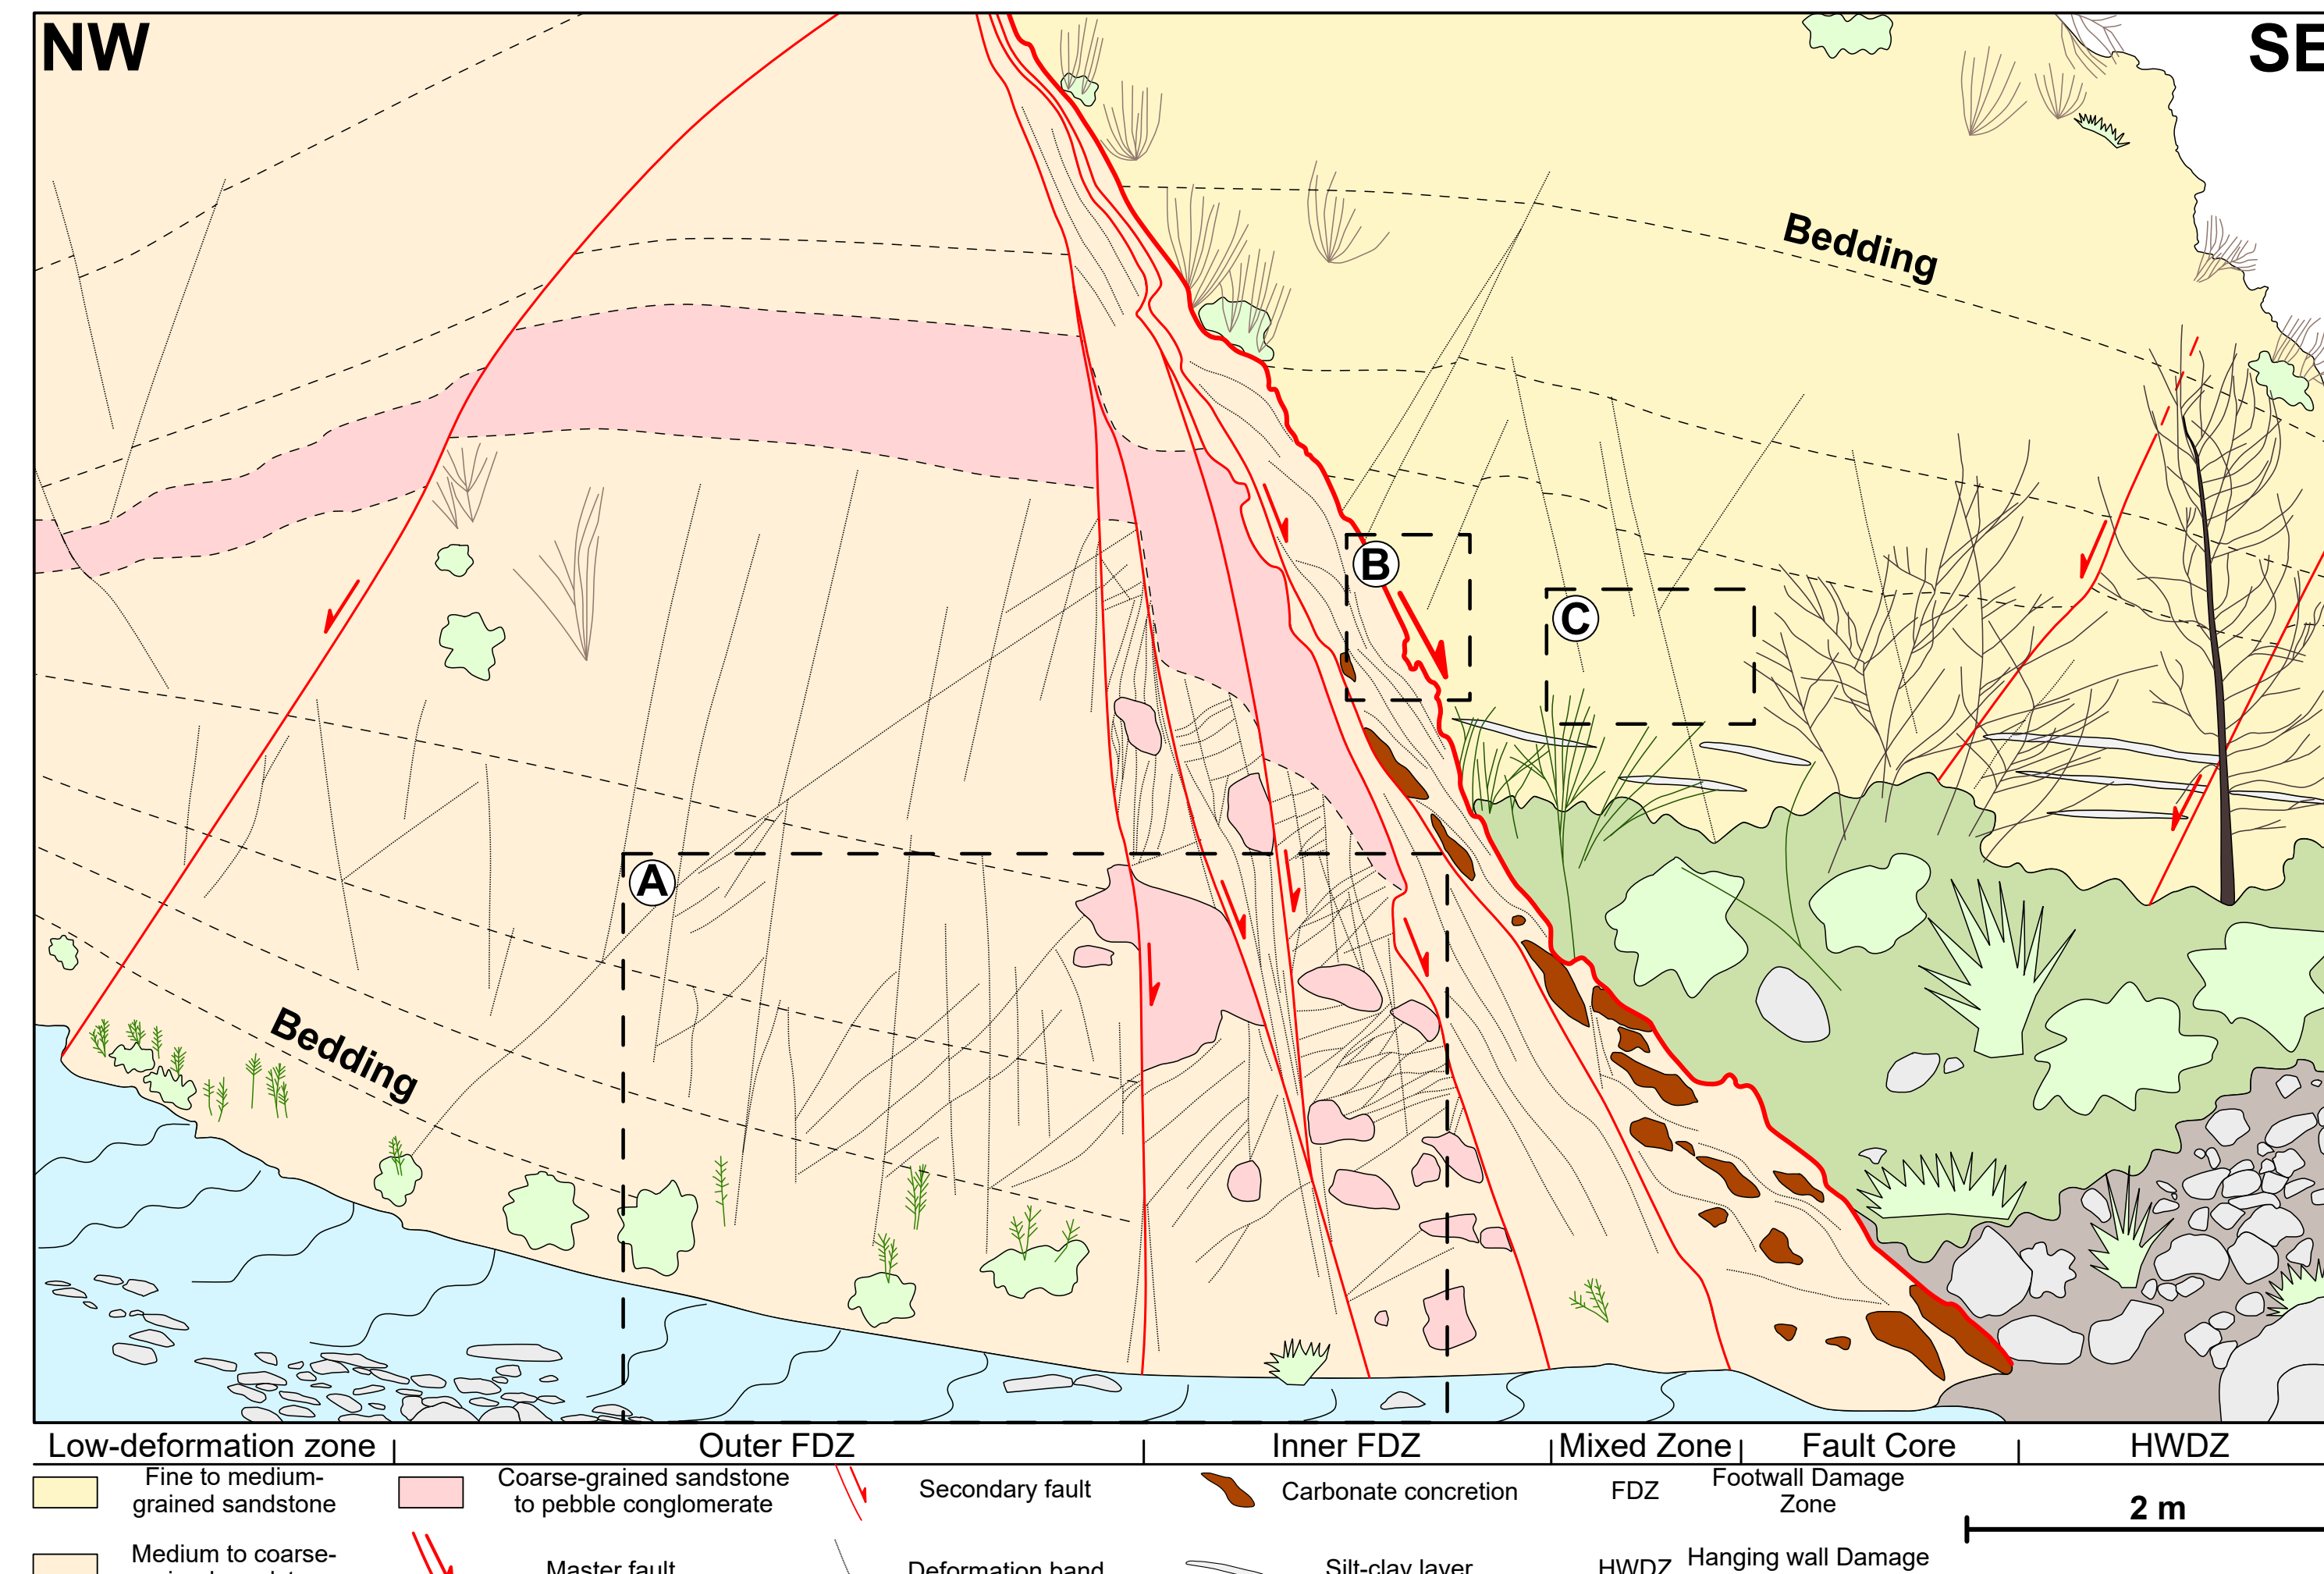 NW
SE
Bedding
B
C
A
Bedding
Low-deformation zone
Outer FDZ
Inner FDZ
Mixed Zone
Fault Core
HWDZ
Fine to medium-
grained sandstone
Coarse-grained sandstone
to pebble conglomerate
Secondary fault
Carbonate concretion
FDZ
Footwall Damage
Zone
2 m
Medium to coarse-
Master fault
Deformation band
Silt-clay layer
HWDZ
Hanging wall Damage